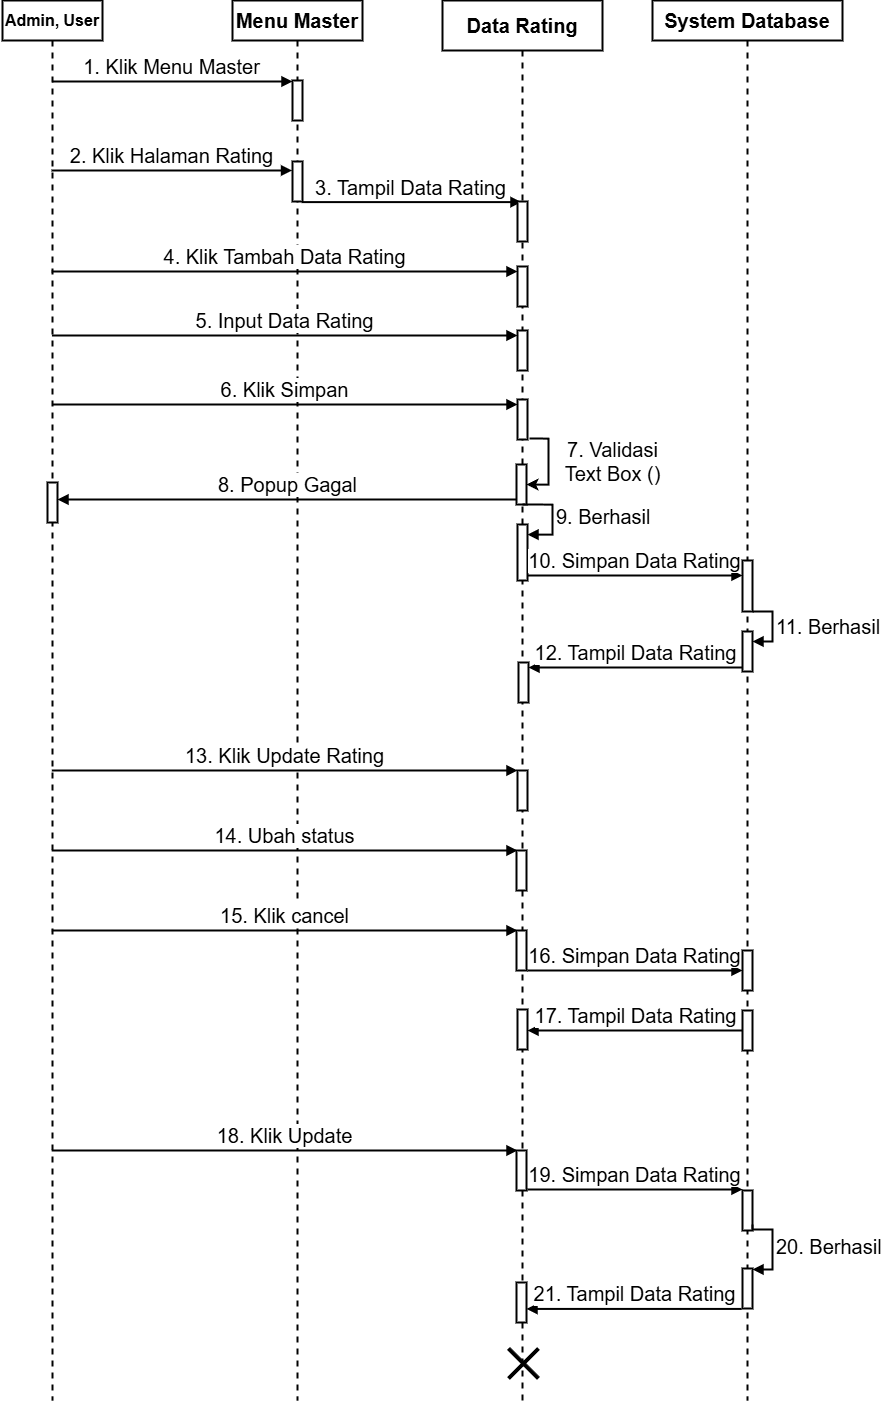 Admin, User
Menu Master
Data Rating
System Database
1. Klik Menu Master
2. Klik Halaman Rating
3. Tampil Data Rating
4. Klik Tambah Data Rating
5. Input Data Rating
6. Klik Simpan
7. Validasi
Text Box ()
8. Popup Gagal
9. Berhasil
10. Simpan Data Rating
11. Berhasil
12. Tampil Data Rating
13. Klik Update Rating
14. Ubah status
15. Klik cancel
16. Simpan Data Rating
17. Tampil Data Rating
18. Klik Update
19. Simpan Data Rating
20. Berhasil
21. Tampil Data Rating